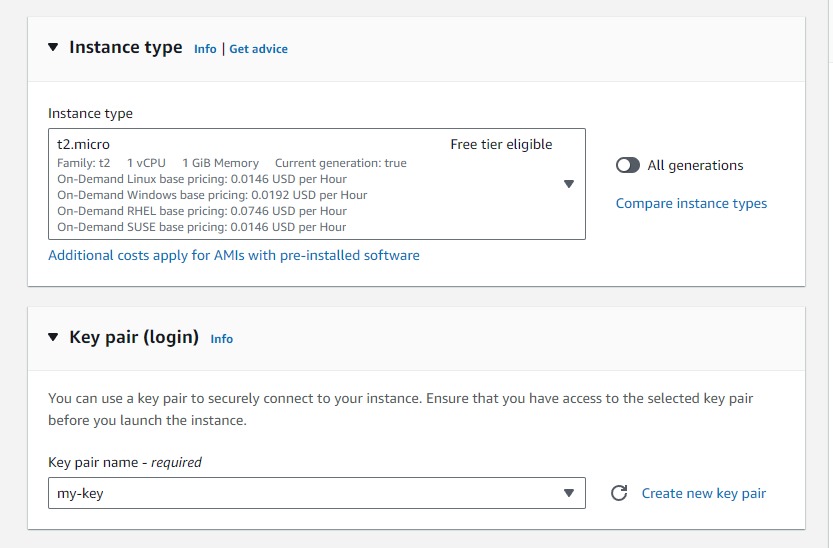 Instance type Info | Get advice
Instance type
t2.micro Free tier eligible
Family: t2 1 vCPU 1 GiB Memory Current generation: true
On-Demand Linux base pricing: 0.0146 USD per Hour
On-Demand Windows base pricing: 0.0192 USD per Hour
On-Demand RHEL base pricing: 0.0746 USD per Hour
On-Demand SUSE base pricing: 0.0146 USD per Hour
All generations
Compare instance types
Additional costs apply for AMIs with pre-installed software
Key pair (login) Info
You can use a key pair to securely connect to your instance. Ensure that you have access to the selected key pair
before you launch the instance.
Key pair name - required
my-key
Create new key pair